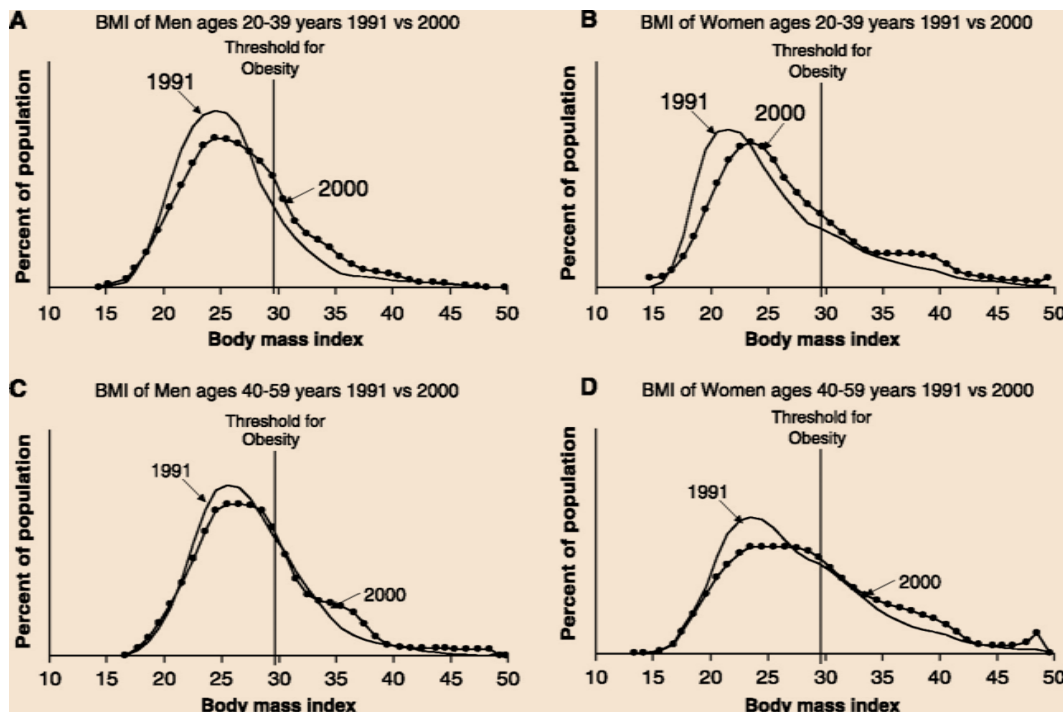 A
BMI of Men ages 20-39 years 1991 vs 2000
Threshold for
Obesity
1991
2000
Percent of population
10 15 20 25 30 35 40 45 50
Body mass index
B
BMI of Women ages 20-39 years 1991 vs 2000
Threshold for
Obesity
1991
2000
Percent of population
10 15 20 25 30 35 40 45 50
Body mass index
C
BMI of Men ages 40-59 years 1991 vs 2000
Threshold for
Obesity
1991
2000
Percent of population
10 15 20 25 30 35 40 45 50
Body mass index
D
BMI of Women ages 40-59 years 1991 vs 2000
Threshold for
Obesity
1991
2000
Percent of population
10 15 20 25 30 35 40 45 50
Body mass index